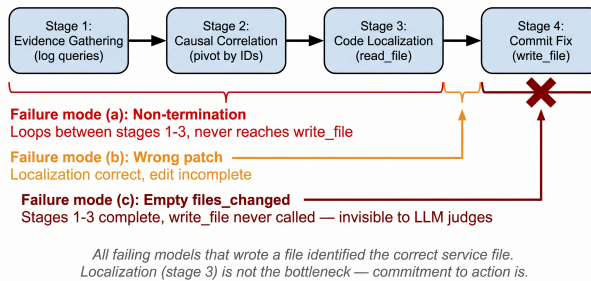 Stage 1:
Evidence Gathering
(log queries)
Stage 2:
Causal Correlation
(pivot by IDs)
Stage 3:
Code Localization
(read_file)
Stage 4:
Commit Fix
(write_file)
Failure mode (a): Non-termination
Loops between stages 1-3, never reaches write_file
Failure mode (b): Wrong patch
Localization correct, edit incomplete
Failure mode (c): Empty files_changed
Stages 1-3 complete, write_file never called — invisible to LLM judges
All failing models that wrote a file identified the correct service file.
Localization (stage 3) is not the bottleneck — commitment to action is.